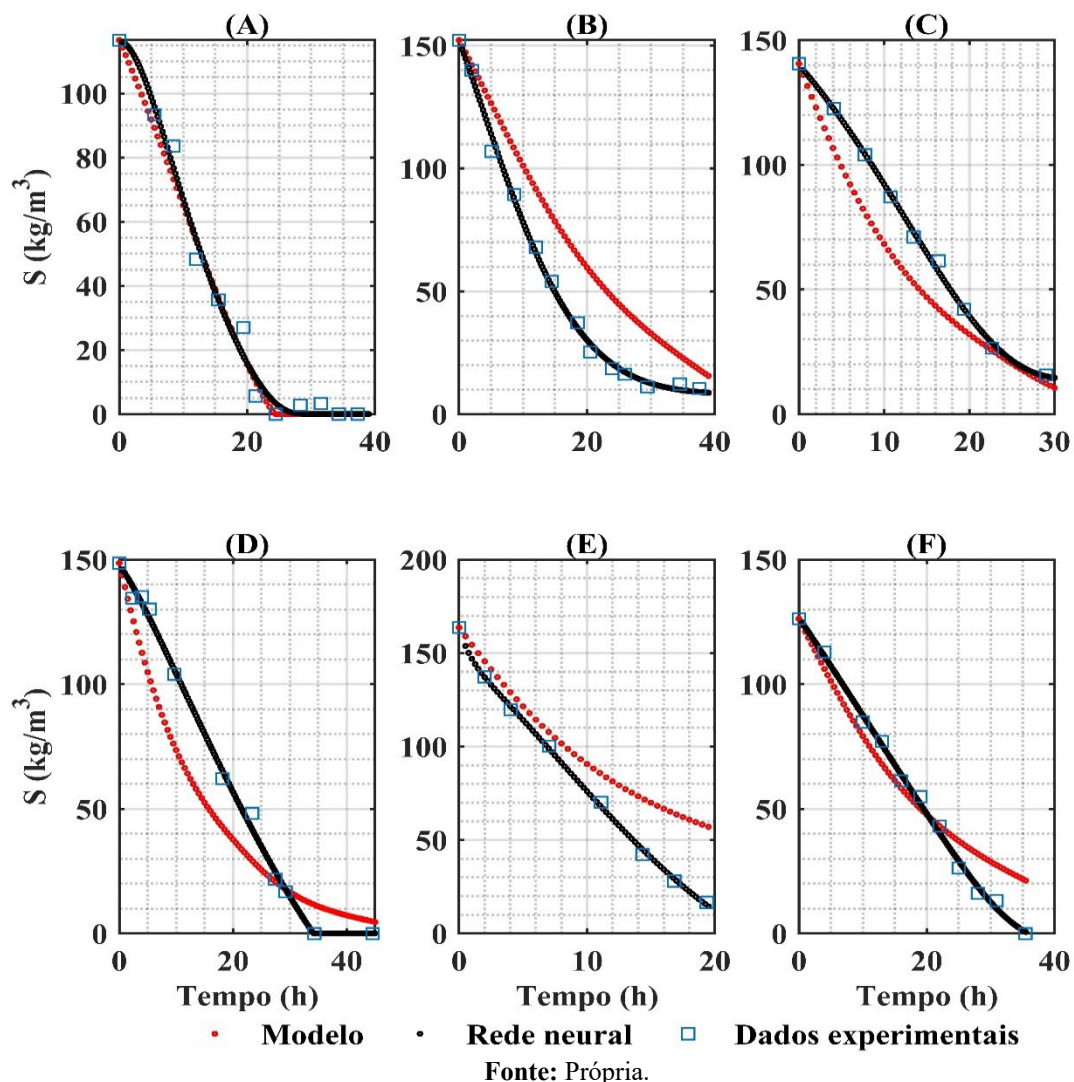 (A) (B) (C)
S (kg/m³)
100
80
60
40
20
0
0 20 40
150
100
50
0
0 20 40
150
100
50
0
0 10 20 30
(D) (E) (F)
S (kg/m³)
150
100
50
0
0 20 40
200
150
100
50
0
0 10 20
150
100
50
0
0 20 40
Tempo (h) Tempo (h) Tempo (h)
Modelo Rede neural Dados experimentais
Fonte: Própria.